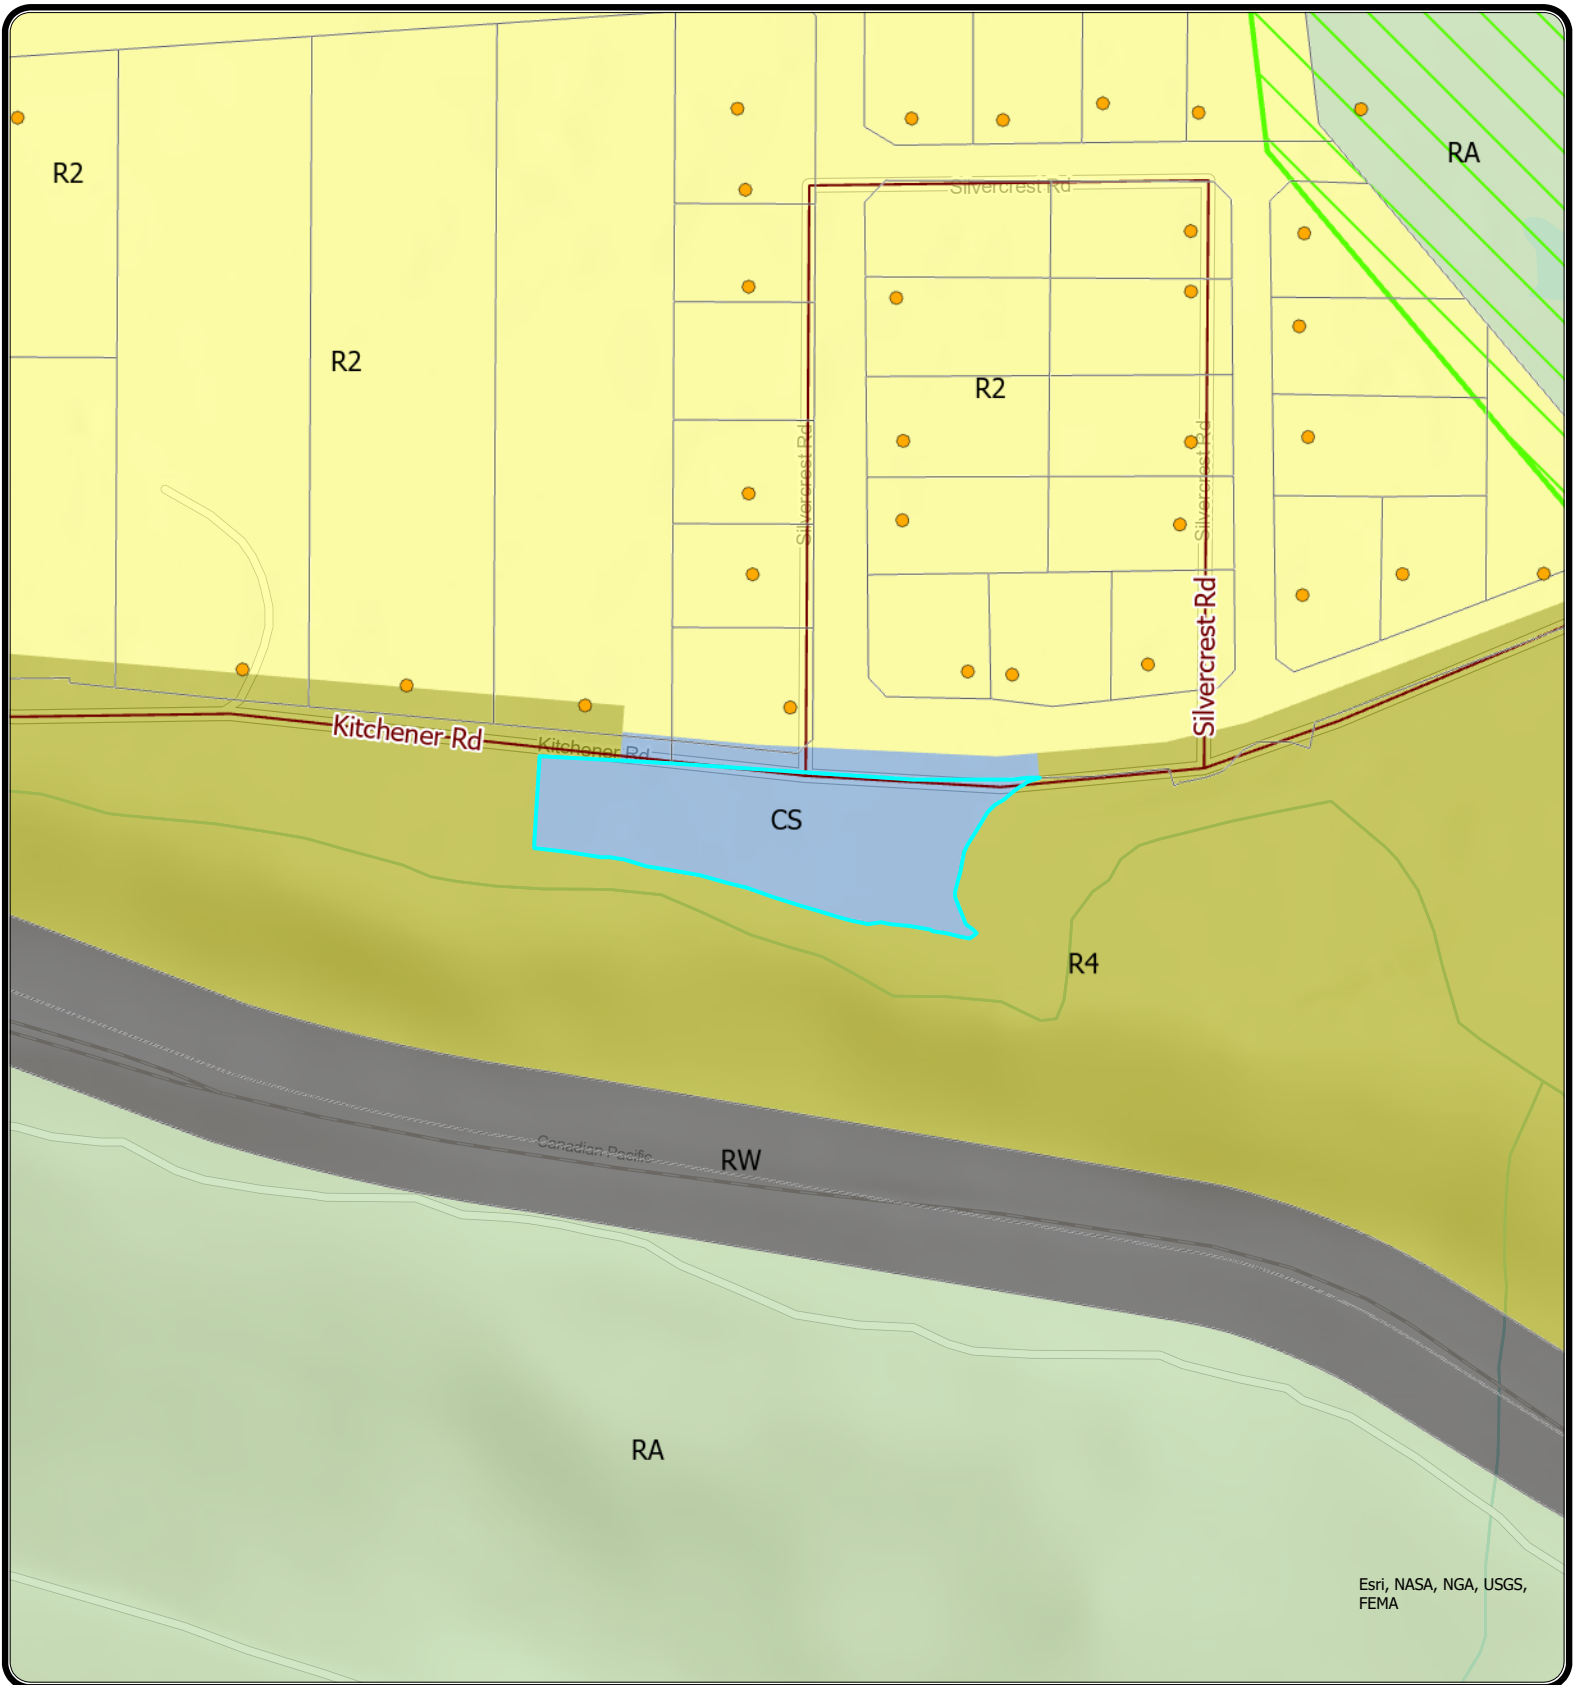 RA
R2
Silvercrest Rd
R2
R2
Silvercrest Rd
Silvercrest Rd
Silvercrest Rd
Kitchener Rd
Kitchener Rd
CS
R4
Canadian Pacific
RW
RA
Esri, NASA, NGA, USGS,
FEMA